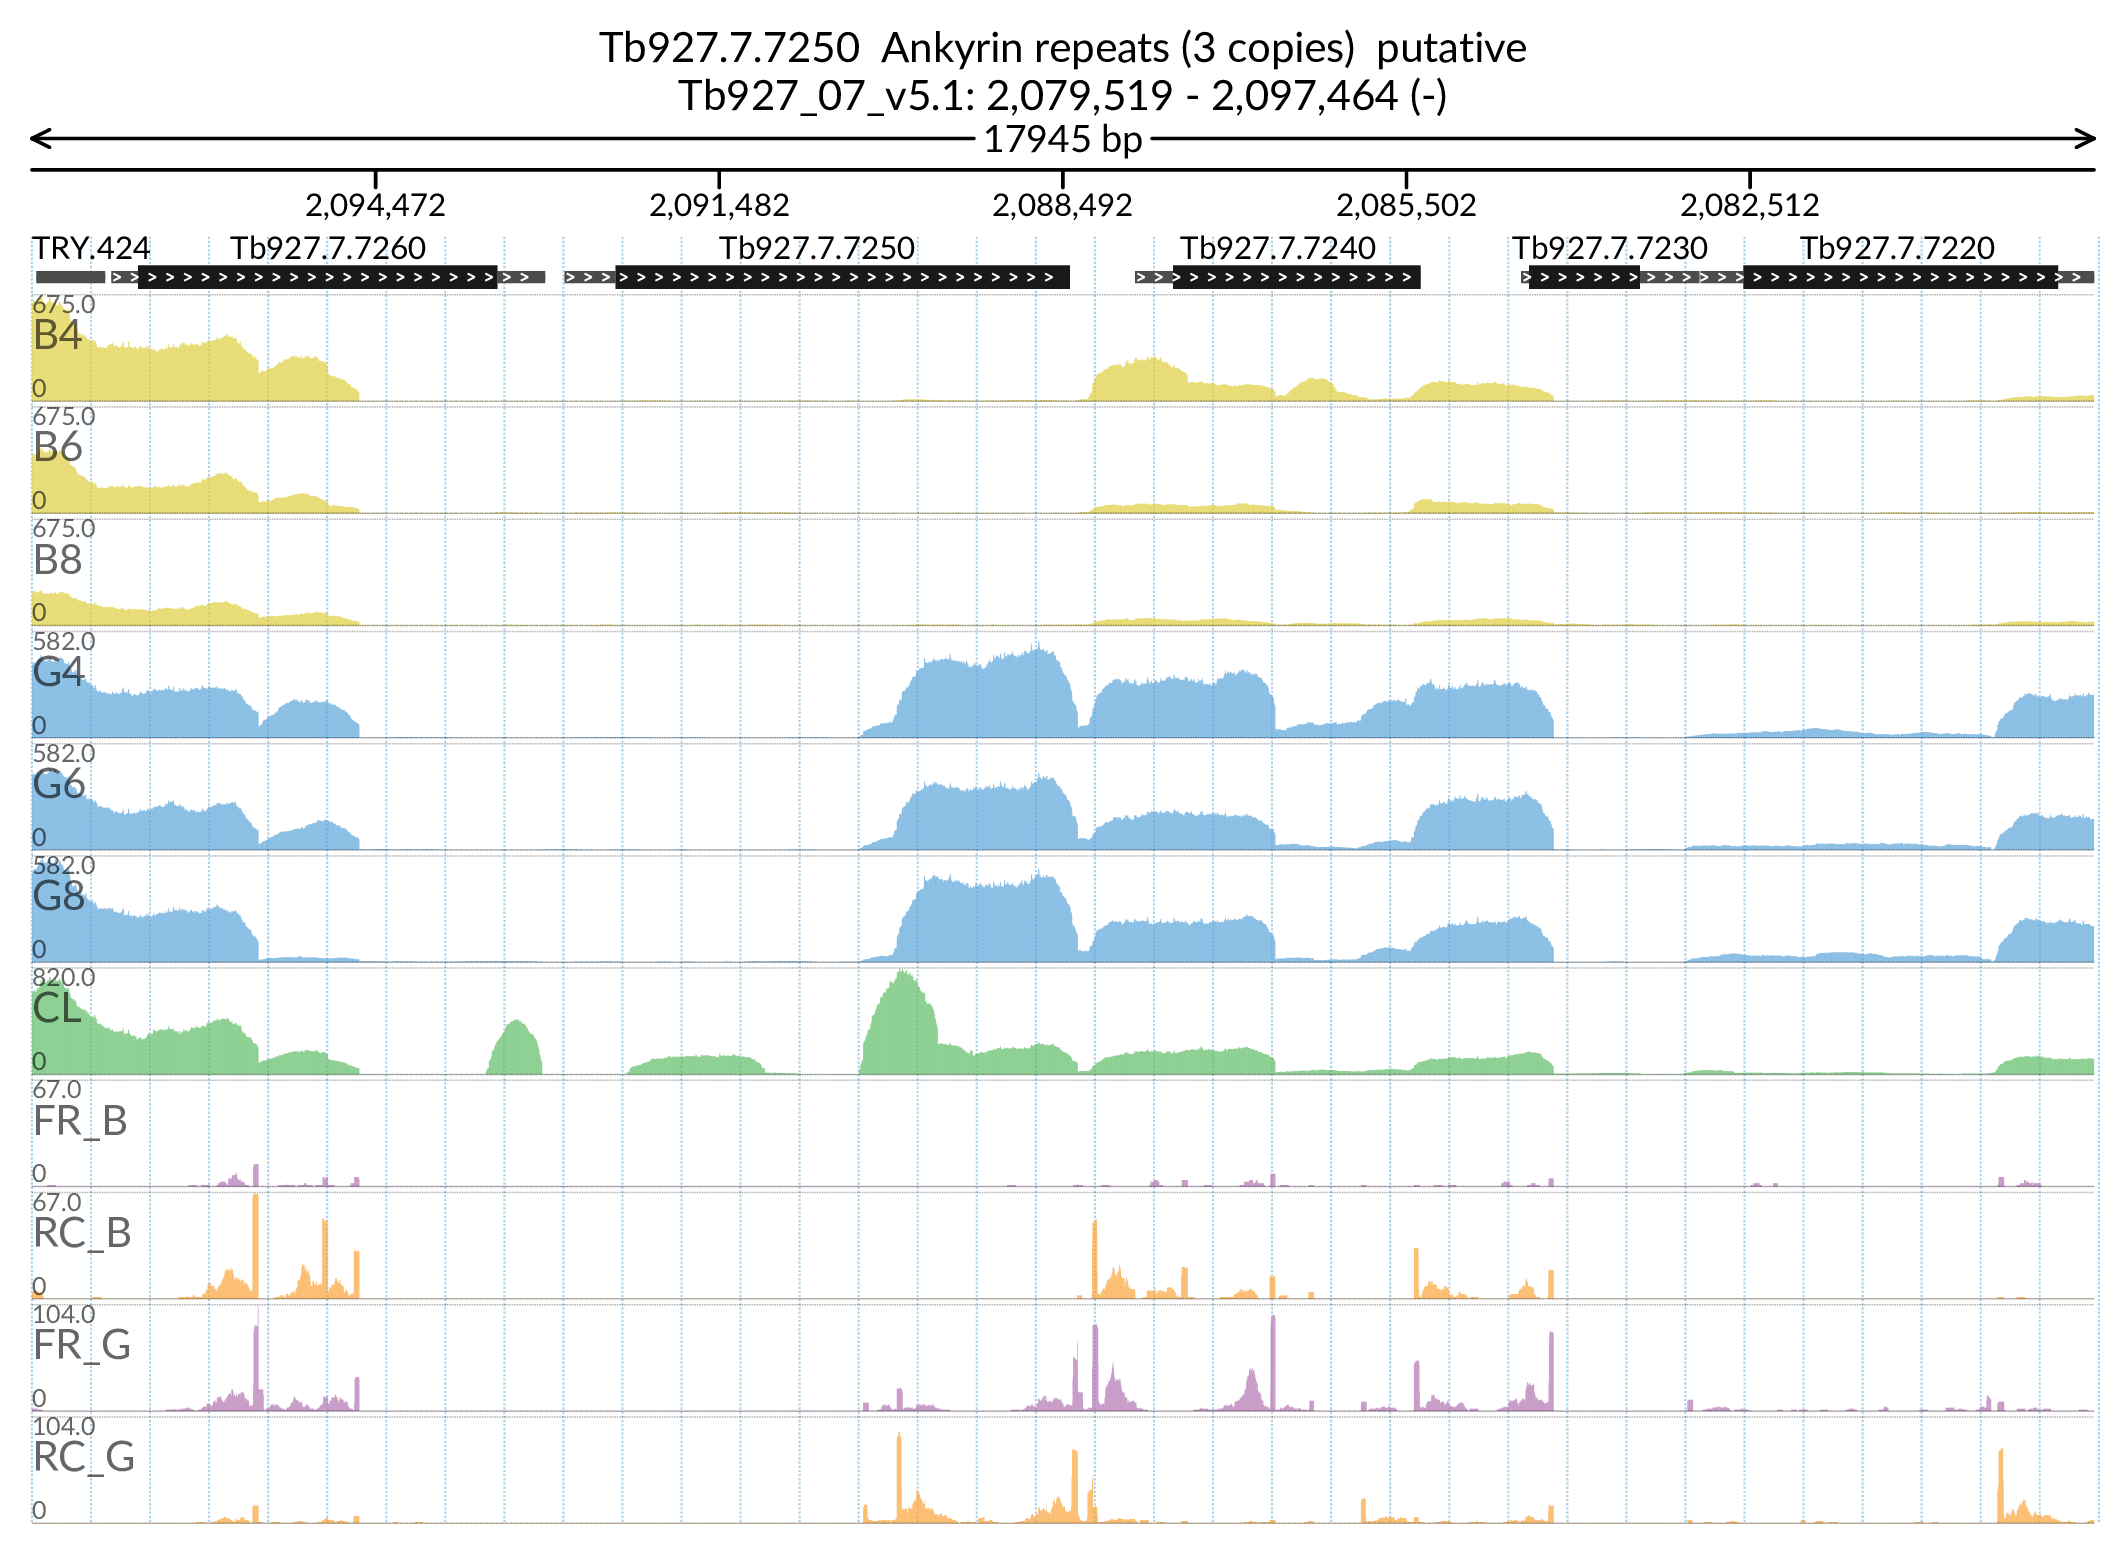 Tb927.7.7250 Ankyrin repeats (3 copies) putative
Tb927_07_v5.1: 2,079,519 - 2,097,464 (-)
17945 bp
2,094,472 2,091,482 2,088,492 2,085,502 2,082,512
TRY.424 Tb927.7.7260 Tb927.7.7250 Tb927.7.7240 Tb927.7.7230 Tb927.7.7220
675.0
B4
0
675.0
B6
0
675.0
B8
0
582.0
G4
0
582.0
G6
0
582.0
G8
0
820.0
CL
0
67.0
FR_B
0
67.0
RC_B
0
104.0
FR_G
0
104.0
RC_G
0